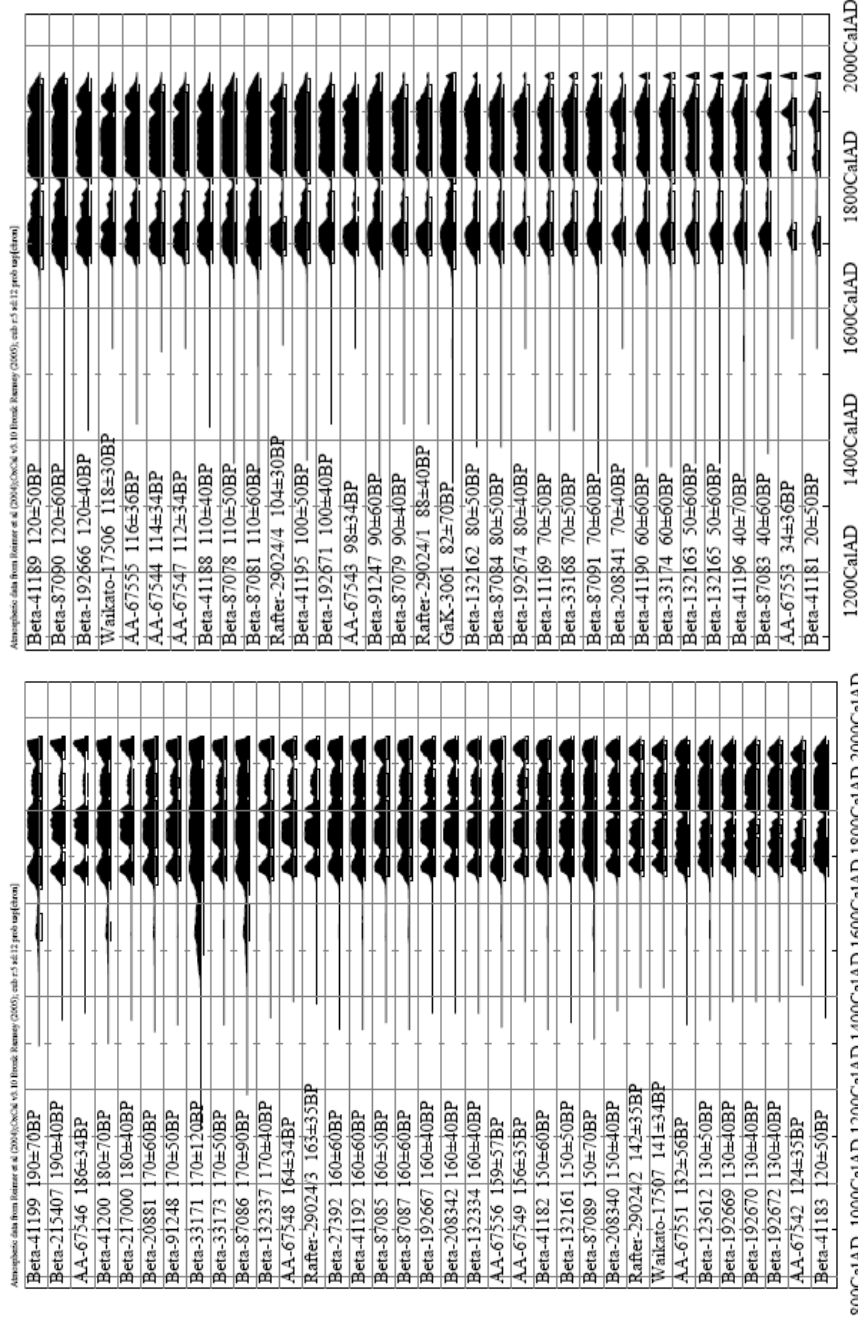 Atmospheric data from Reimer et al (2004);OxCal v3.10 Bronk Ramsey (2005); cub r:5 sd:12 prob usp[chron]
Beta-41199 190±70BP
Beta-215407 190±40BP
AA-67546 186±34BP
Beta-41200 180±70BP
Beta-217000 180±40BP
Beta-20881 170±60BP
Beta-91248 170±50BP
Beta-33171 170±120BP
Beta-33173 170±50BP
Beta-87086 170±90BP
Beta-132337 170±40BP
AA-67548 164±34BP
Rafter-29024/3 163±35BP
Beta-27392 160±60BP
Beta-41192 160±60BP
Beta-87085 160±50BP
Beta-87087 160±60BP
Beta-192667 160±40BP
Beta-208342 160±40BP
Beta-132334 160±40BP
AA-67556 159±57BP
AA-67549 156±35BP
Beta-41182 150±60BP
Beta-132161 150±50BP
Beta-87089 150±70BP
Beta-208340 150±40BP
Rafter-29024/2 142±35BP
Waikato-17507 141±34BP
AA-67551 132±56BP
Beta-123612 130±50BP
Beta-192669 130±40BP
Beta-192670 130±40BP
Beta-192672 130±40BP
AA-67542 124±35BP
Beta-41183 120±50BP
800CalAD 1000CalAD 1200CalAD 1400CalAD 1600CalAD 1800CalAD 2000CalAD
Atmospheric data from Reimer et al (2004);OxCal v3.10 Bronk Ramsey (2005); cub r:5 sd:12 prob usp[chron]
Beta-41189 120±50BP
Beta-87090 120±60BP
Beta-192666 120±40BP
Waikato-17506 118±30BP
AA-67555 116±36BP
AA-67544 114±34BP
AA-67547 112±34BP
Beta-41188 110±40BP
Beta-87078 110±50BP
Beta-87081 110±60BP
Rafter-29024/4 104±30BP
Beta-41195 100±50BP
Beta-192671 100±40BP
AA-67543 98±34BP
Beta-91247 90±60BP
Beta-87079 90±40BP
Rafter-29024/1 88±40BP
GaK-3061 82±70BP
Beta-132162 80±50BP
Beta-87084 80±50BP
Beta-192674 80±40BP
Beta-11169 70±50BP
Beta-33168 70±50BP
Beta-87091 70±60BP
Beta-208341 70±40BP
Beta-41190 60±60BP
Beta-33174 60±60BP
Beta-132163 50±60BP
Beta-132165 50±60BP
Beta-41196 40±70BP
Beta-87083 40±60BP
AA-67553 34±36BP
Beta-41181 20±50BP
1200CalAD 1400CalAD 1600CalAD 1800CalAD 2000CalAD